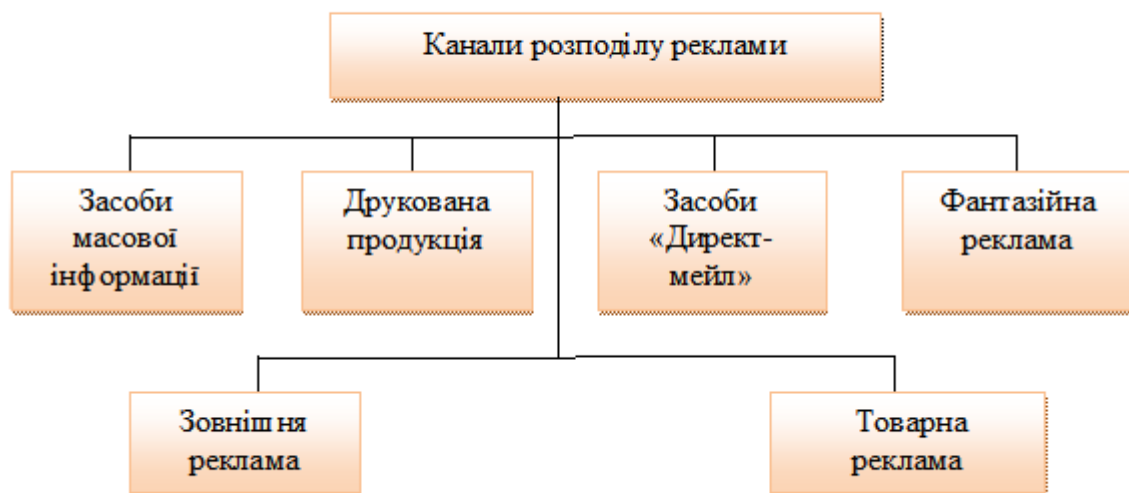 Канали розподілу реклами
Засоби
масової
інформації
Друкована
продукція
Засоби
«Директ-
мейл»
Фантазійна
реклама
Зовнішня
реклама
Товарна
реклама